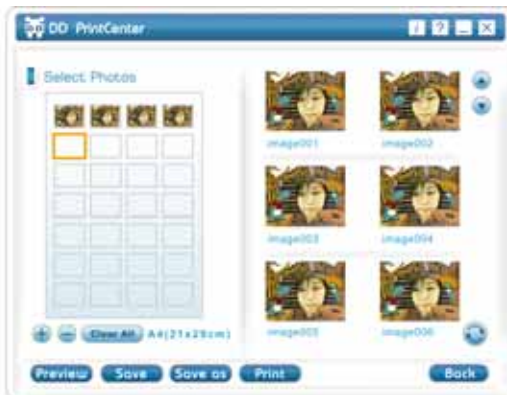 DD PrintCenter
i ? _ X
Select Photos
image001
image002
image003
image004
image005
image006
Clear All A4(21x29cm)
Preview Save Save as Print Back